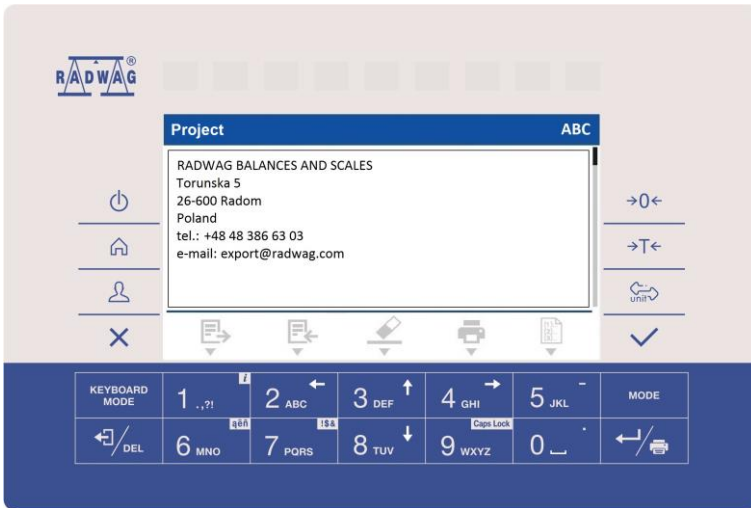 RADWAG®
Project ABC
RADWAG BALANCES AND SCALES
Torunska 5
26-600 Radom
Poland
tel.: +48 48 386 63 03
e-mail: export@radwag.com
→0←
→T←
unit
KEYBOARD MODE
1 .,?! i
2 ABC ←
3 DEF ↑
4 GHI →
5 JKL -
MODE
DEL
6 MNO ąèñ
7 PQRS !$&
8 TUV ↓
9 WXYZ Caps Lock
0 ⎵ .